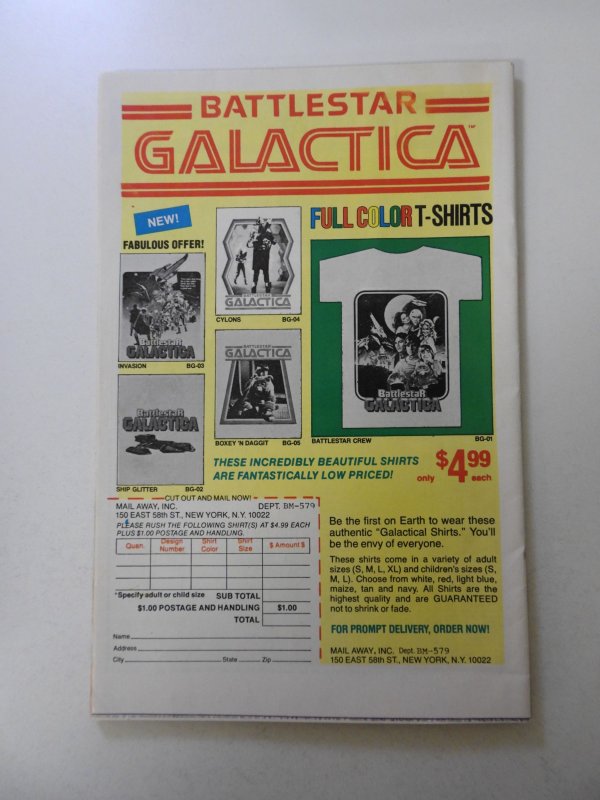 BATTLESTAR
GALACTICA™
NEW!
FABULOUS OFFER!
FULL COLOR T-SHIRTS
BATTLESTAR
GALACTICA
CYLONS BG-04
Battlestar
GALACTICA
INVASION BG-03
BATTLESTAR
GALACTICA
BOXEY 'N DAGGIT BG-05
Battlestar
GALACTICA
SHIP GLITTER BG-02
Battlestar
GALACTICA
BATTLESTAR CREW BG-01
THESE INCREDIBLY BEAUTIFUL SHIRTS
ARE FANTASTICALLY LOW PRICED!
only $4.99 each
CUT OUT AND MAIL NOW!
MAIL AWAY, INC. DEPT. BM-579
150 EAST 58th ST., NEW YORK, N.Y. 10022
PLEASE RUSH THE FOLLOWING SHIRT(S) AT $4.99 EACH
PLUS $1.00 POSTAGE AND HANDLING.
Quan. Design Number Shirt Color Shirt Size $ Amount $
*Specify adult or child size SUB TOTAL
$1.00 POSTAGE AND HANDLING $1.00
TOTAL
Name
Address
City State Zip
Be the first on Earth to wear these
authentic "Galactical Shirts." You'll
be the envy of everyone.
These shirts come in a variety of adult
sizes (S, M, L, XL) and children's sizes (S,
M, L). Choose from white, red, light blue,
maize, tan and navy. All Shirts are the
highest quality and are GUARANTEED
not to shrink or fade.
FOR PROMPT DELIVERY, ORDER NOW!
MAIL AWAY, INC. Dept. BM-579
150 EAST 58th ST., NEW YORK, N.Y. 10022